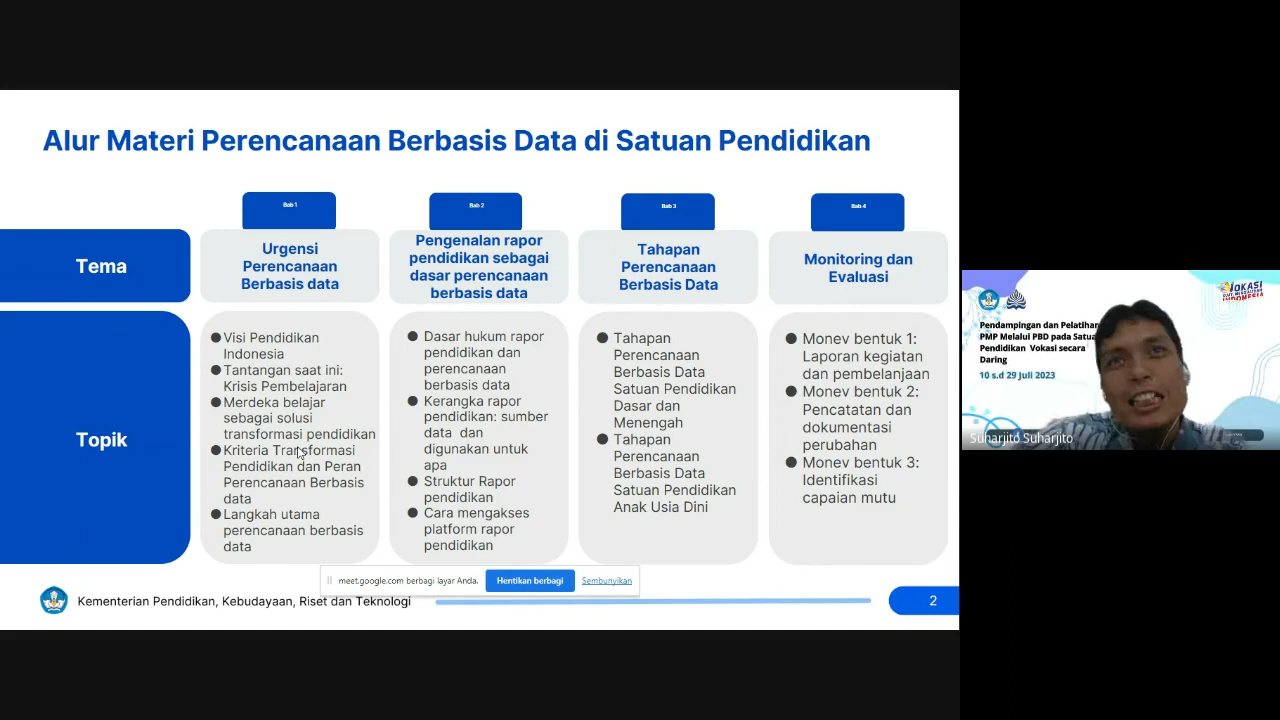 Alur Materi Perencanaan Berbasis Data di Satuan Pendidikan
Bab 1
Bab 2
Bab 3
Bab 4
Tema
Urgensi
Perencanaan
Berbasis data
Pengenalan rapor
pendidikan sebagai
dasar perencanaan
berbasis data
Tahapan
Perencanaan
Berbasis Data
Monitoring dan
Evaluasi
Topik
● Visi Pendidikan
Indonesia
● Tantangan saat ini:
Krisis Pembelajaran
● Merdeka belajar
sebagai solusi
transformasi pendidikan
● Kriteria Transformasi
Pendidikan dan Peran
Perencanaan Berbasis
data
● Langkah utama
perencanaan berbasis
data
● Dasar hukum rapor
pendidikan dan
perencanaan
berbasis data
● Kerangka rapor
pendidikan: sumber
data dan
digunakan untuk
apa
● Struktur Rapor
pendidikan
● Cara mengakses
platform rapor
pendidikan
● Tahapan
Perencanaan
Berbasis Data
Satuan Pendidikan
Dasar dan
Menengah
● Tahapan
Perencanaan
Berbasis Data
Satuan Pendidikan
Anak Usia Dini
● Monev bentuk 1:
Laporan kegiatan
dan pembelanjaan
● Monev bentuk 2:
Pencatatan dan
dokumentasi
perubahan
● Monev bentuk 3:
Identifikasi
capaian mutu
meet.google.com berbagi layar Anda.
Hentikan berbagi
Sembunyikan
Kementerian Pendidikan, Kebudayaan, Riset dan Teknologi
2
Pendampingan dan Pelatihan
PMP Melalui PBD pada Satua
Pendidikan Vokasi secara
Daring
10 s.d 29 Juli 2023
Suharjito Suharjito